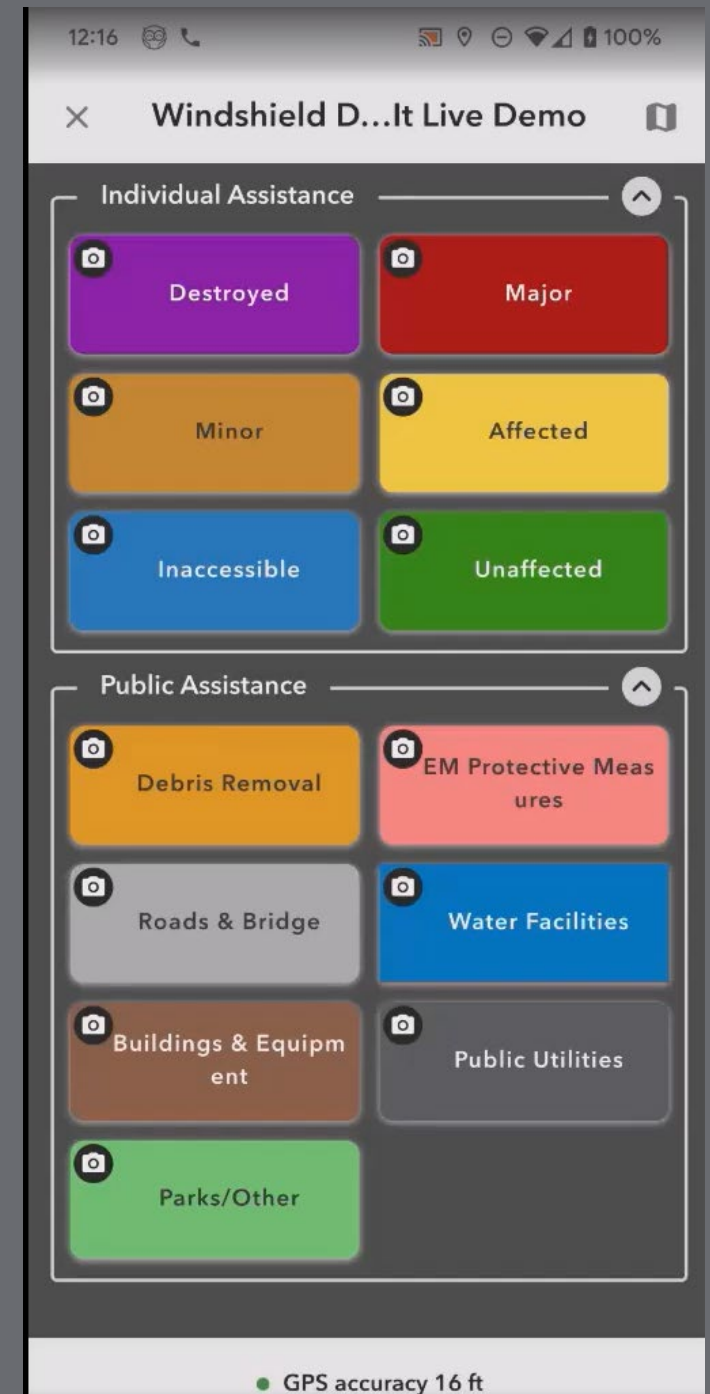 12:16 100%
Windshield D...It Live Demo
Individual Assistance
Destroyed
Major
Minor
Affected
Inaccessible
Unaffected
Public Assistance
Debris Removal
EM Protective Meas
ures
Roads & Bridge
Water Facilities
Buildings & Equipm
ent
Public Utilities
Parks/Other
GPS accuracy 16 ft